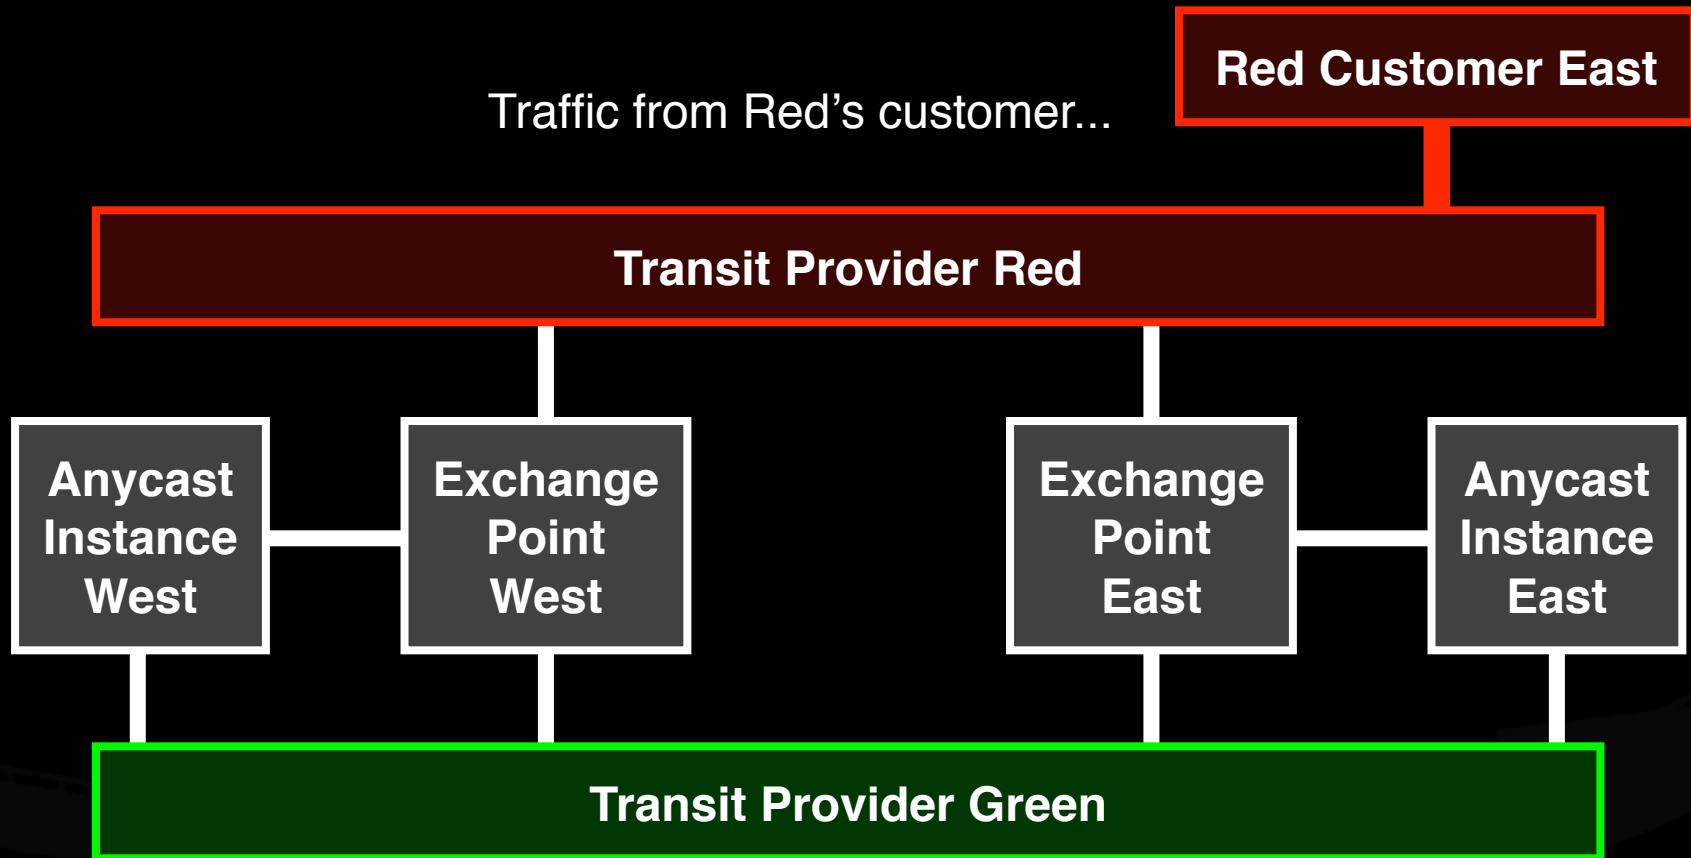 Red Customer East
Traffic from Red's customer...
Transit Provider Red
Anycast
Instance
West
Exchange
Point
West
Exchange
Point
East
Anycast
Instance
East
Transit Provider Green